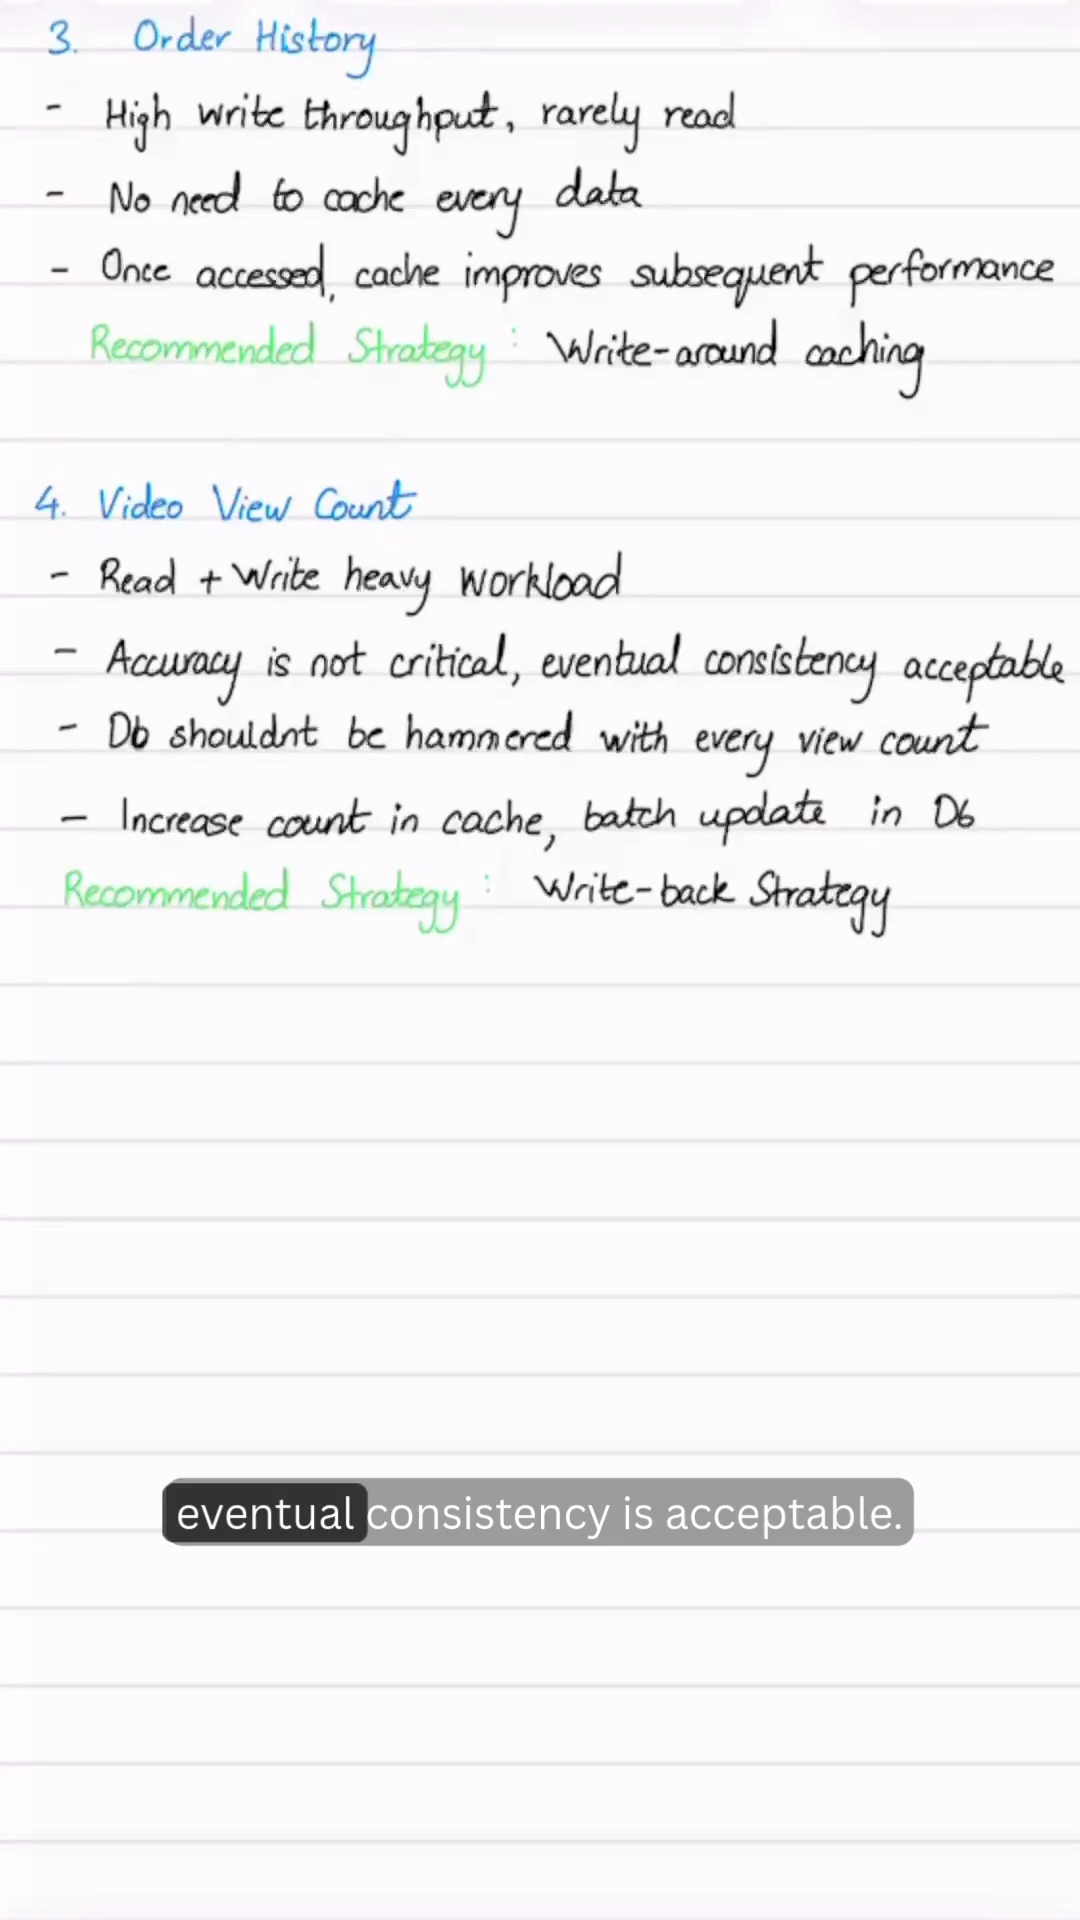 3. Order History
- High write throughput, rarely read
- No need to cache every data
- Once accessed, cache improves subsequent performance
Recommended Strategy : Write-around caching
4. Video View Count
- Read + Write heavy workload
- Accuracy is not critical, eventual consistency acceptable
- Db shouldnt be hammered with every view count
- Increase count in cache, batch update in Db
Recommended Strategy : Write-back Strategy
eventual consistency is acceptable.